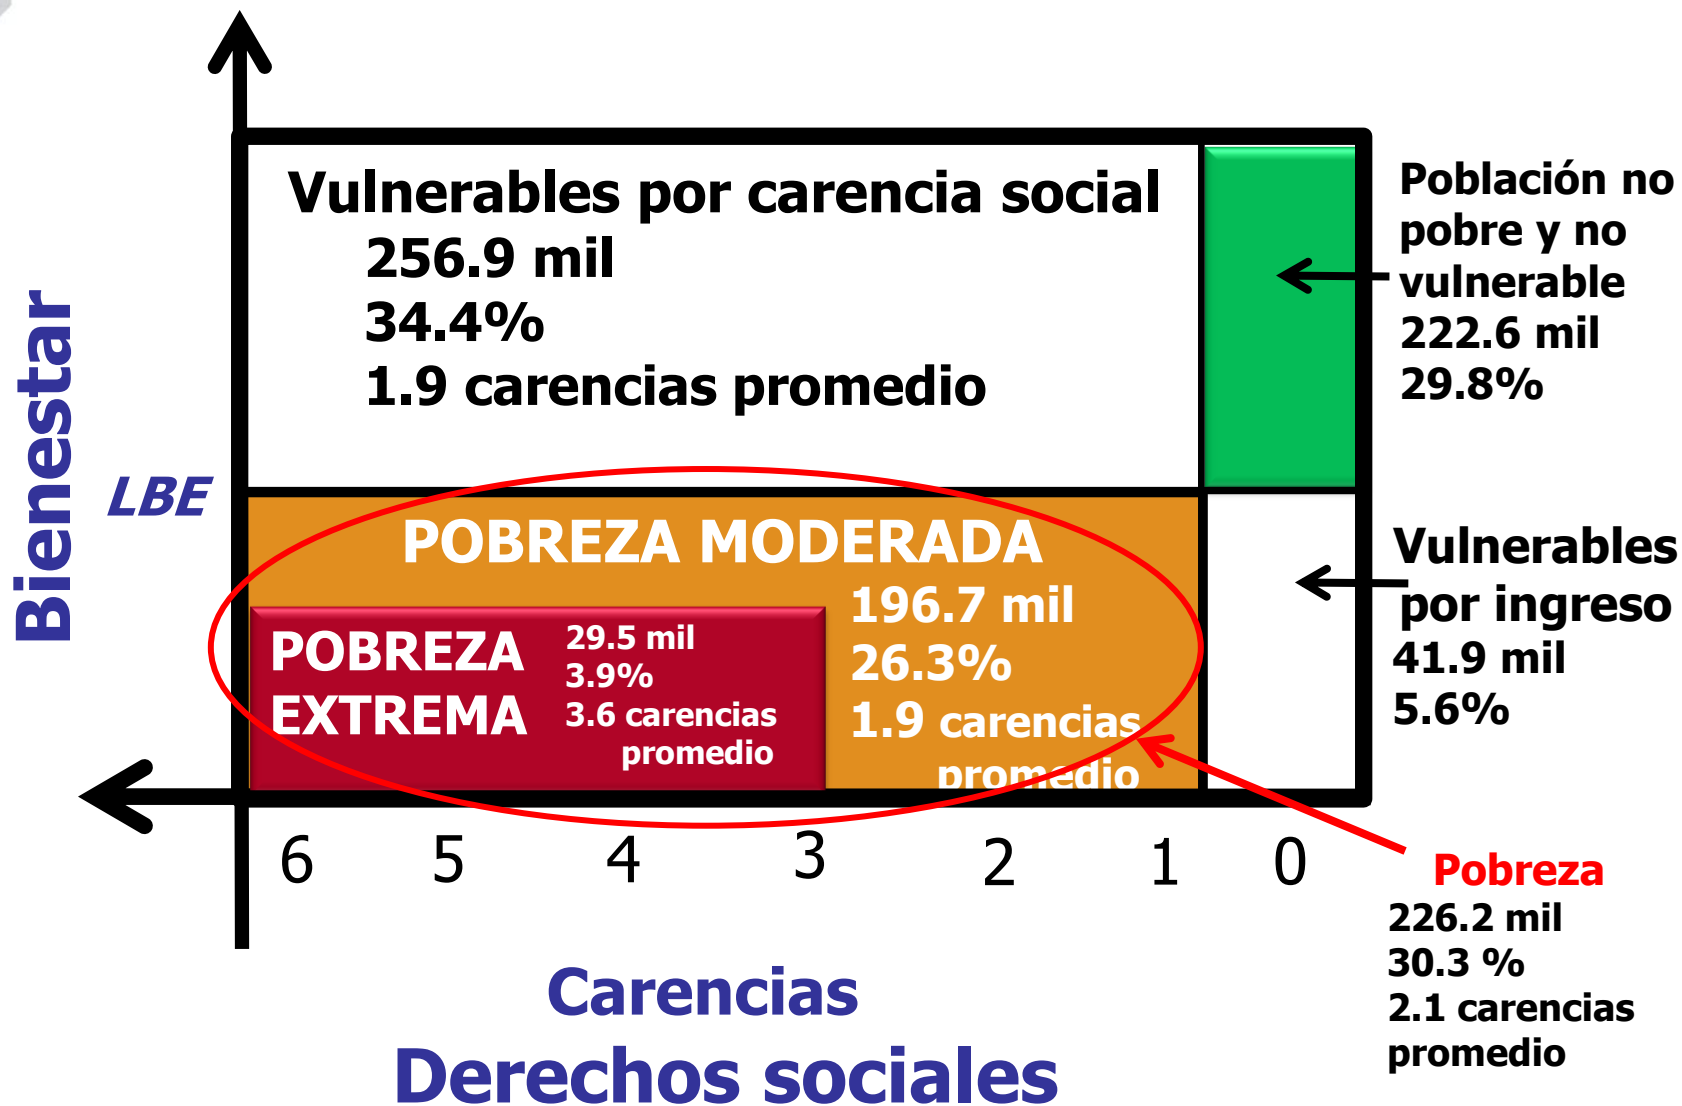 Vulnerables por carencia social
256.9 mil
34.4%
1.9 carencias promedio
Población no
pobre y no
vulnerable
222.6 mil
29.8%
Bienestar
LBE
POBREZA MODERADA
196.7 mil
26.3%
1.9 carencias
promedio
POBREZA
EXTREMA
29.5 mil
3.9%
3.6 carencias
promedio
Vulnerables
por ingreso
41.9 mil
5.6%
6 5 4 3 2 1 0
Pobreza
226.2 mil
30.3 %
2.1 carencias
promedio
Carencias
Derechos sociales